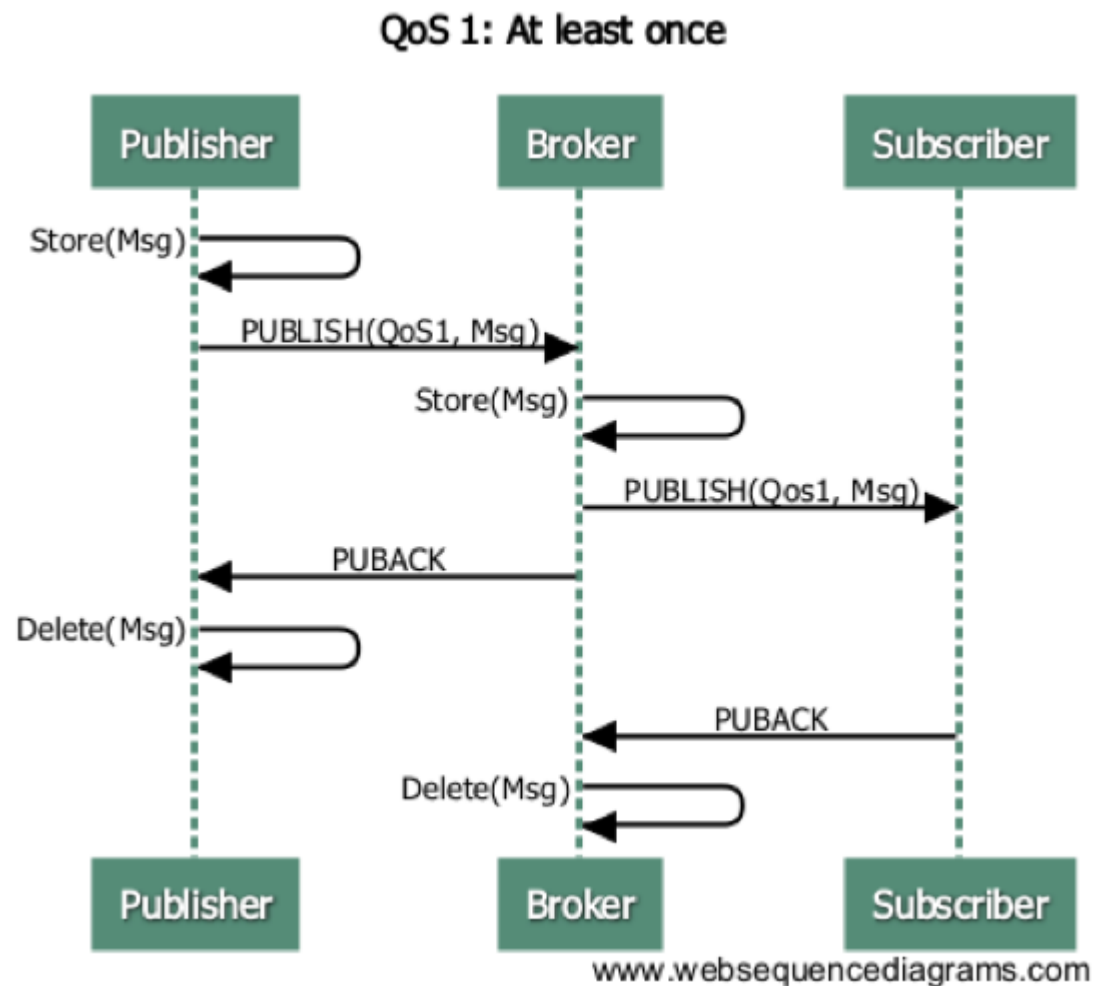 QoS 1: At least once
Publisher
Broker
Subscriber
Store(Msg)
PUBLISH(QoS1, Msg)
Store(Msg)
PUBLISH(Qos1, Msg)
PUBACK
Delete(Msg)
PUBACK
Delete(Msg)
Publisher
Broker
Subscriber
www.websequencediagrams.com